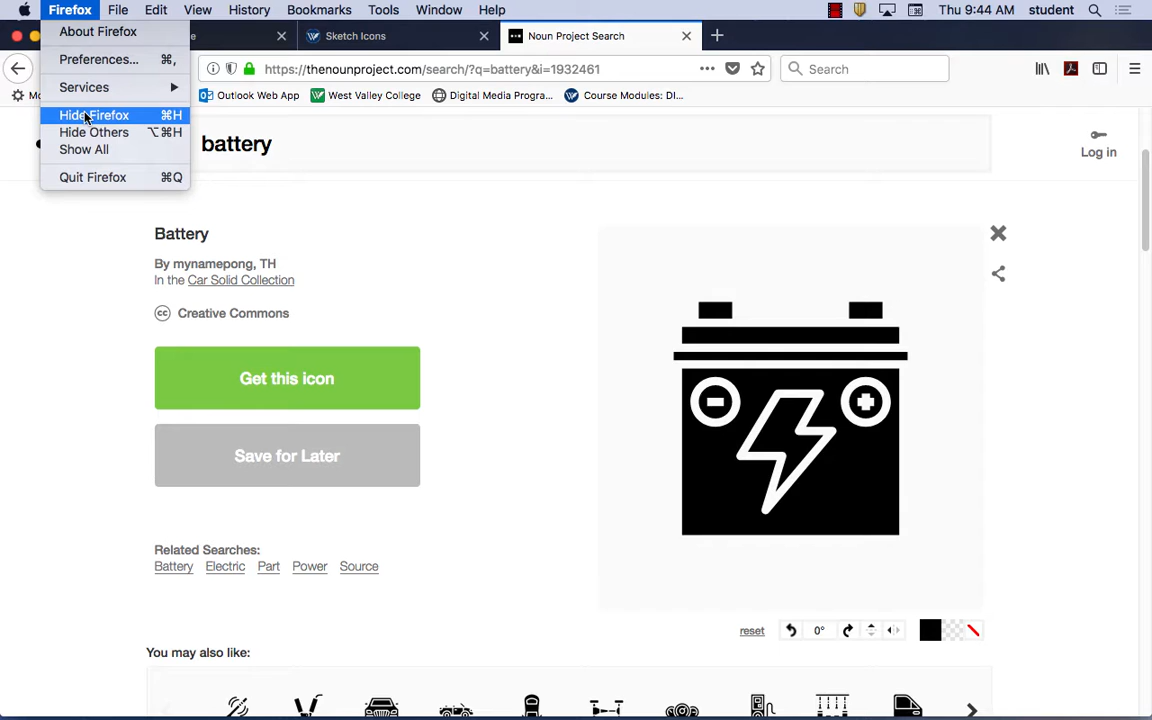 Firefox File Edit View History Bookmarks Tools Window Help Thu 9:44 AM student
About Firefox
Preferences... ⌘,
Services
Hide Firefox ⌘H
Hide Others ⌥⌘H
Show All
Quit Firefox ⌘Q
Sketch Icons
Noun Project Search
https://thenounproject.com/search/?q=battery&i=1932461
Search
Outlook Web App
West Valley College
Digital Media Progra...
Course Modules: DI...
battery
Log in
Battery
By mynamepong, TH
In the Car Solid Collection
cc Creative Commons
Get this icon
Save for Later
Related Searches:
Battery Electric Part Power Source
reset 0°
You may also like: